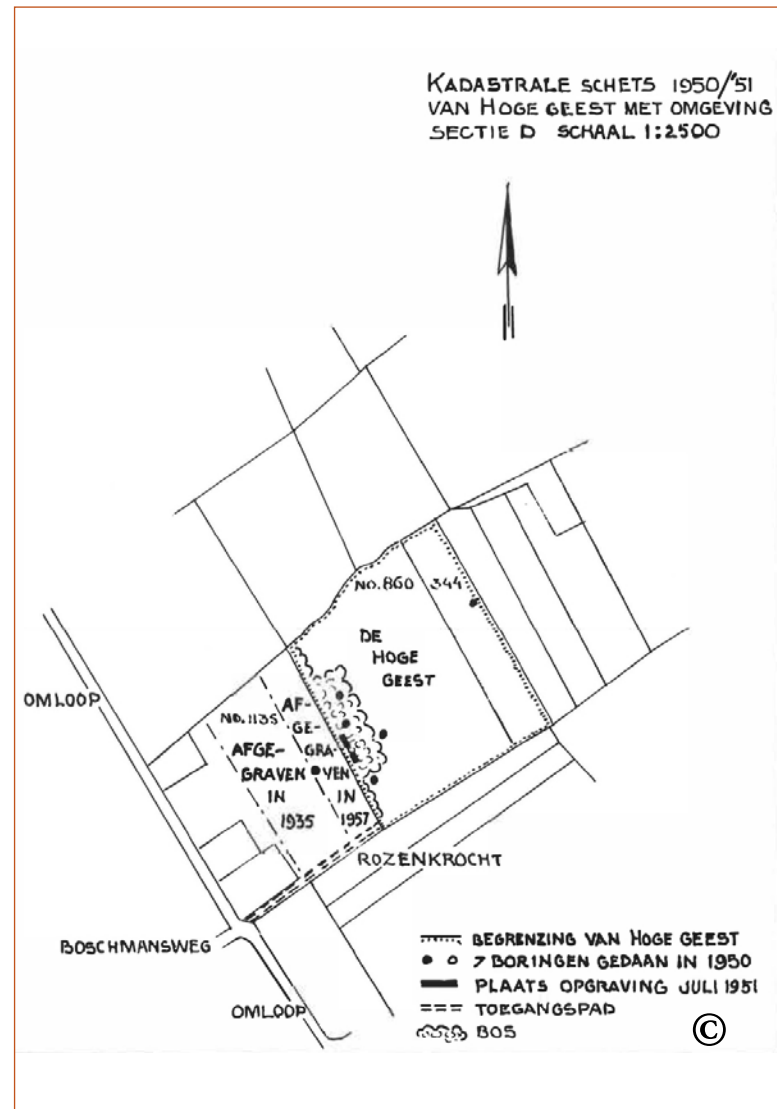 KADASTRALE SCHETS 1950/'51
VAN HOGE GEEST MET OMGEVING
SECTIE D SCHAAL 1:2500
NO. 860
344
DE
HOGE
GEEST
OMLOOP
NO. 1135
AFGE-
GRAVEN
IN
1935
AF-
GE-
GRA-
VEN
IN
1957
ROZENKROCHT
BOSCHMANSWEG
OMLOOP
BEGRENZING VAN HOGE GEEST
7 BORINGEN GEDAAN IN 1950
PLAATS OPGRAVING JULI 1951
TOEGANGSPAD
BOS
©